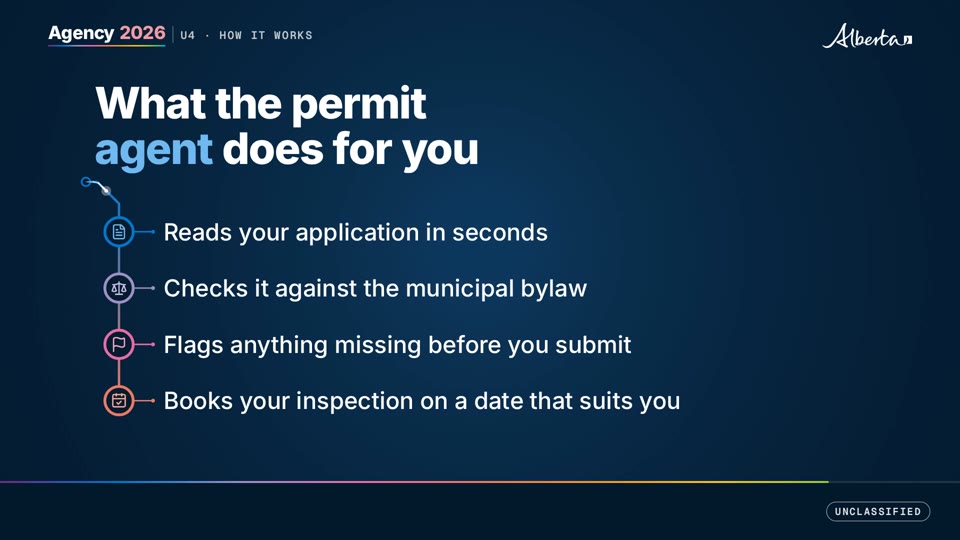 Agency 2026
U4 · HOW IT WORKS
Alberta
What the permit
agent does for you
Reads your application in seconds
Checks it against the municipal bylaw
Flags anything missing before you submit
Books your inspection on a date that suits you
UNCLASSIFIED